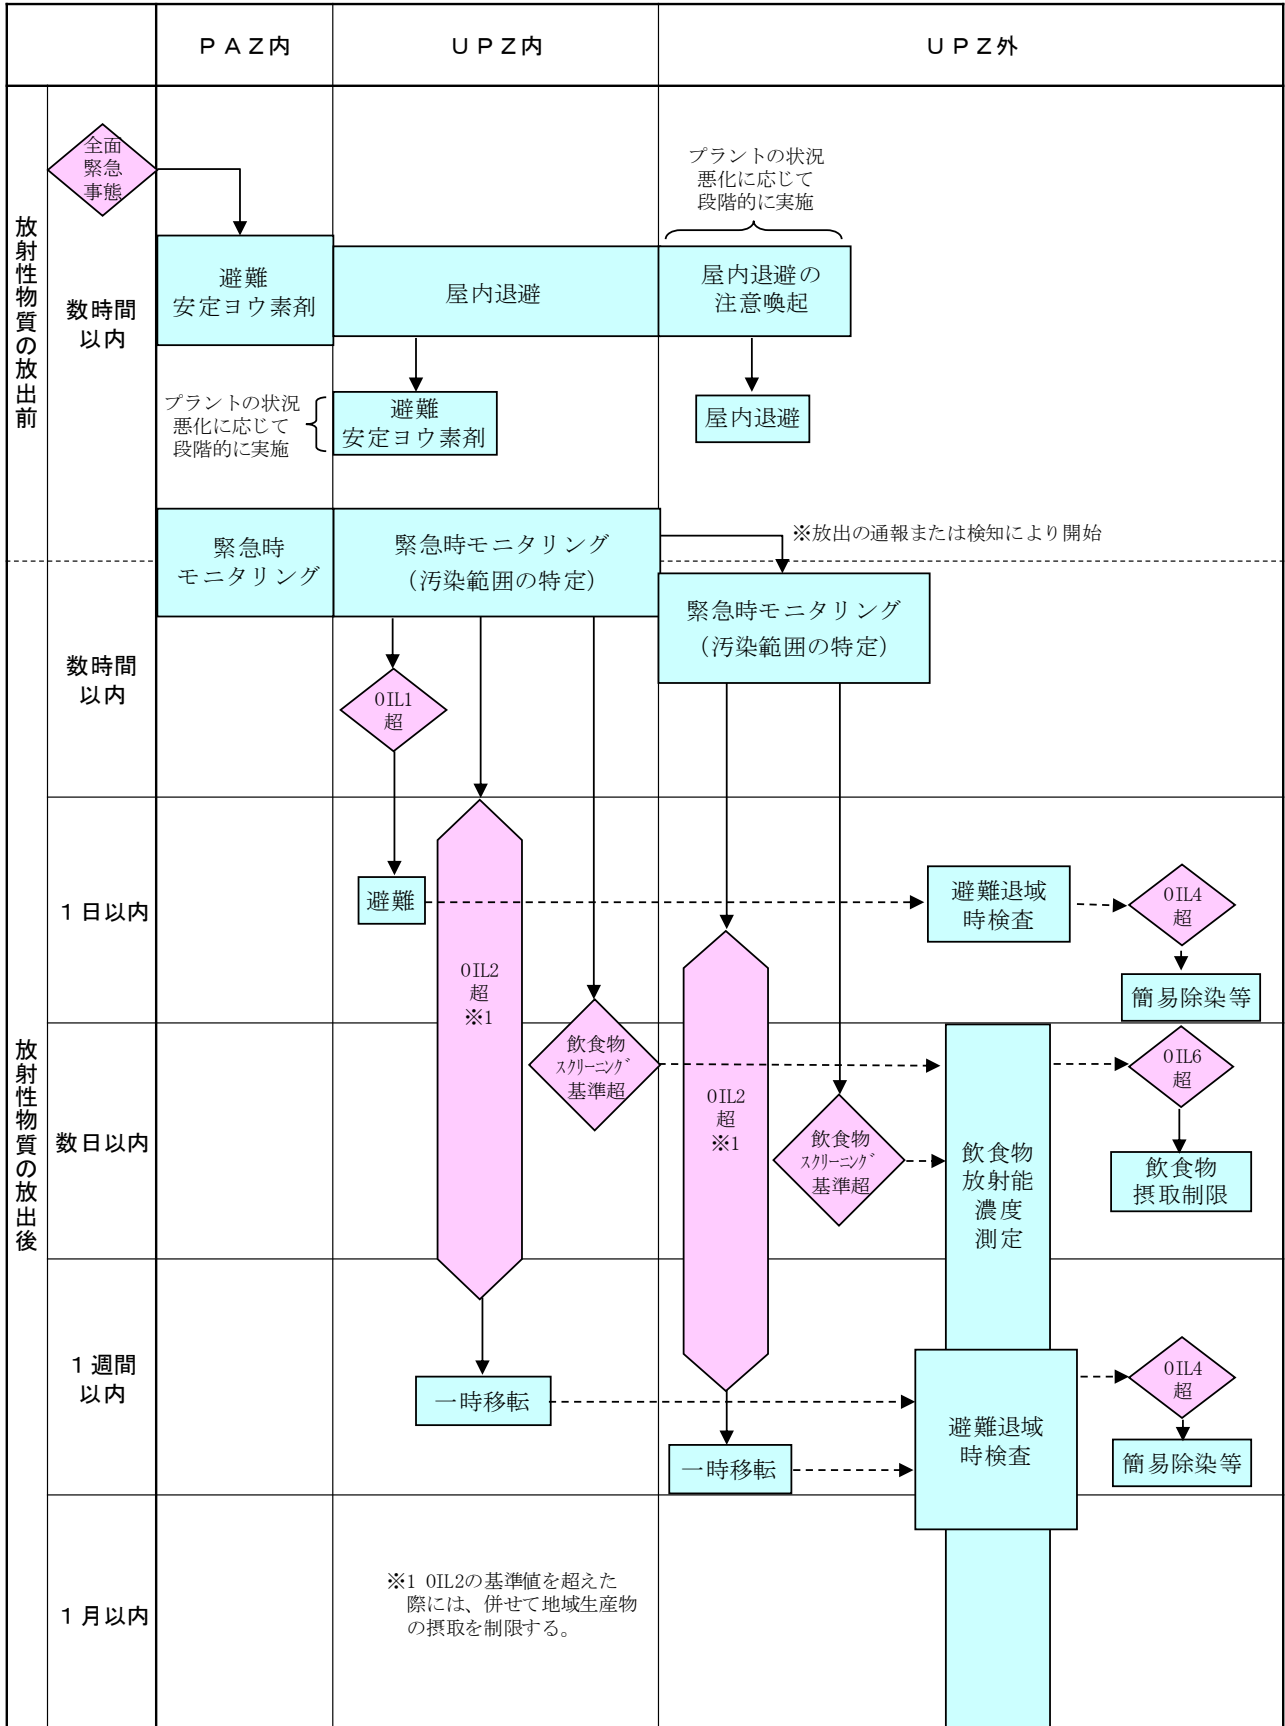 ＰＡＺ内
ＵＰＺ内
ＵＰＺ外
放射性物質の放出前
数時間
以内
全面
緊急
事態
プラントの状況
悪化に応じて
段階的に実施
避難
安定ヨウ素剤
屋内退避
屋内退避の
注意喚起
プラントの状況
悪化に応じて
段階的に実施
避難
安定ヨウ素剤
屋内退避
緊急時
モニタリング
緊急時モニタリング
（汚染範囲の特定）
※放出の通報または検知により開始
緊急時モニタリング
（汚染範囲の特定）
放射性物質の放出後
数時間
以内
OIL1
超
１日以内
避難
避難退域
時検査
OIL4
超
簡易除染等
OIL2
超
※1
数日以内
飲食物
ｽｸﾘｰﾆﾝｸﾞ
基準超
OIL2
超
※1
飲食物
ｽｸﾘｰﾆﾝｸﾞ
基準超
飲食物
放射能
濃度
測定
OIL6
超
飲食物
摂取制限
１週間
以内
一時移転
一時移転
避難退域
時検査
OIL4
超
簡易除染等
１月以内
※1 OIL2の基準値を超えた
際には、併せて地域生産物
の摂取を制限する。